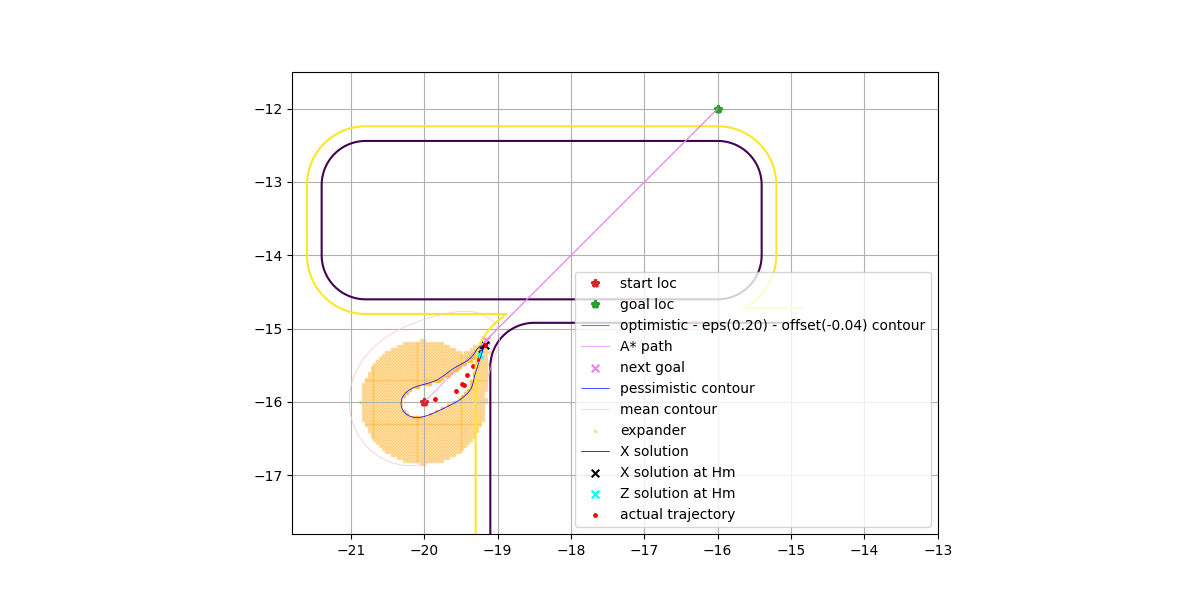 −12
−13
−14
−15
−16
−17
start loc
goal loc
optimistic - eps(0.20) - offset(-0.04) contour
A* path
next goal
pessimistic contour
mean contour
expander
X solution
X solution at Hm
Z solution at Hm
actual trajectory
−21 −20 −19 −18 −17 −16 −15 −14 −13